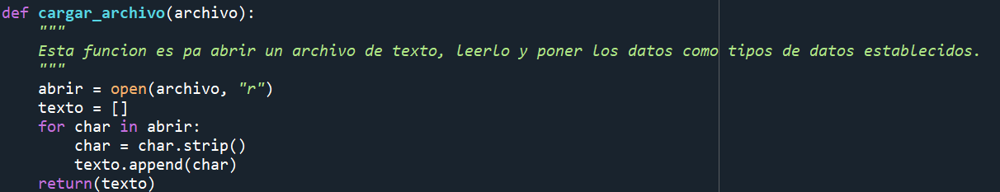 def cargar_archivo(archivo):
    """
    Esta funcion es pa abrir un archivo de texto, leerlo y poner los datos como tipos de datos establecidos.
    """
    abrir = open(archivo, "r")
    texto = []
    for char in abrir:
        char = char.strip()
        texto.append(char)
    return(texto)